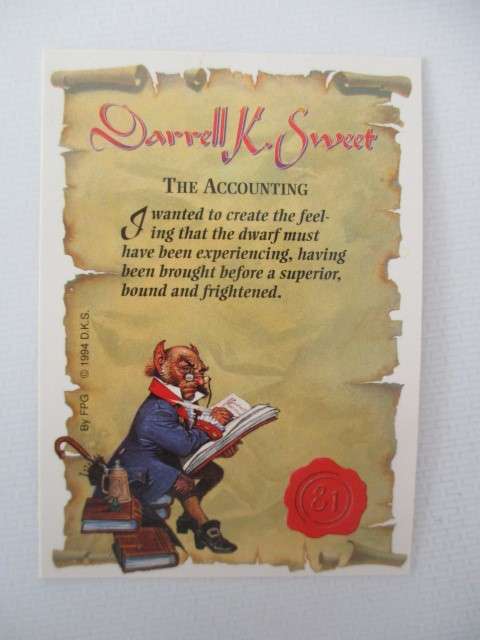 Darrell K. Sweet
THE ACCOUNTING
I wanted to create the feel-
ing that the dwarf must
have been experiencing, having
been brought before a superior,
bound and frightened.
By FPG © 1994 D.K.S.
81